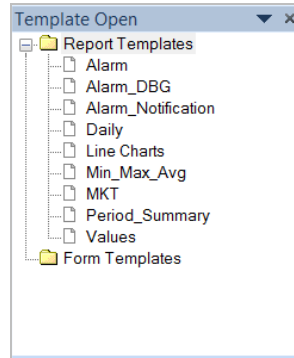 Template Open
Report Templates
Alarm
Alarm_DBG
Alarm_Notification
Daily
Line Charts
Min_Max_Avg
MKT
Period_Summary
Values
Form Templates